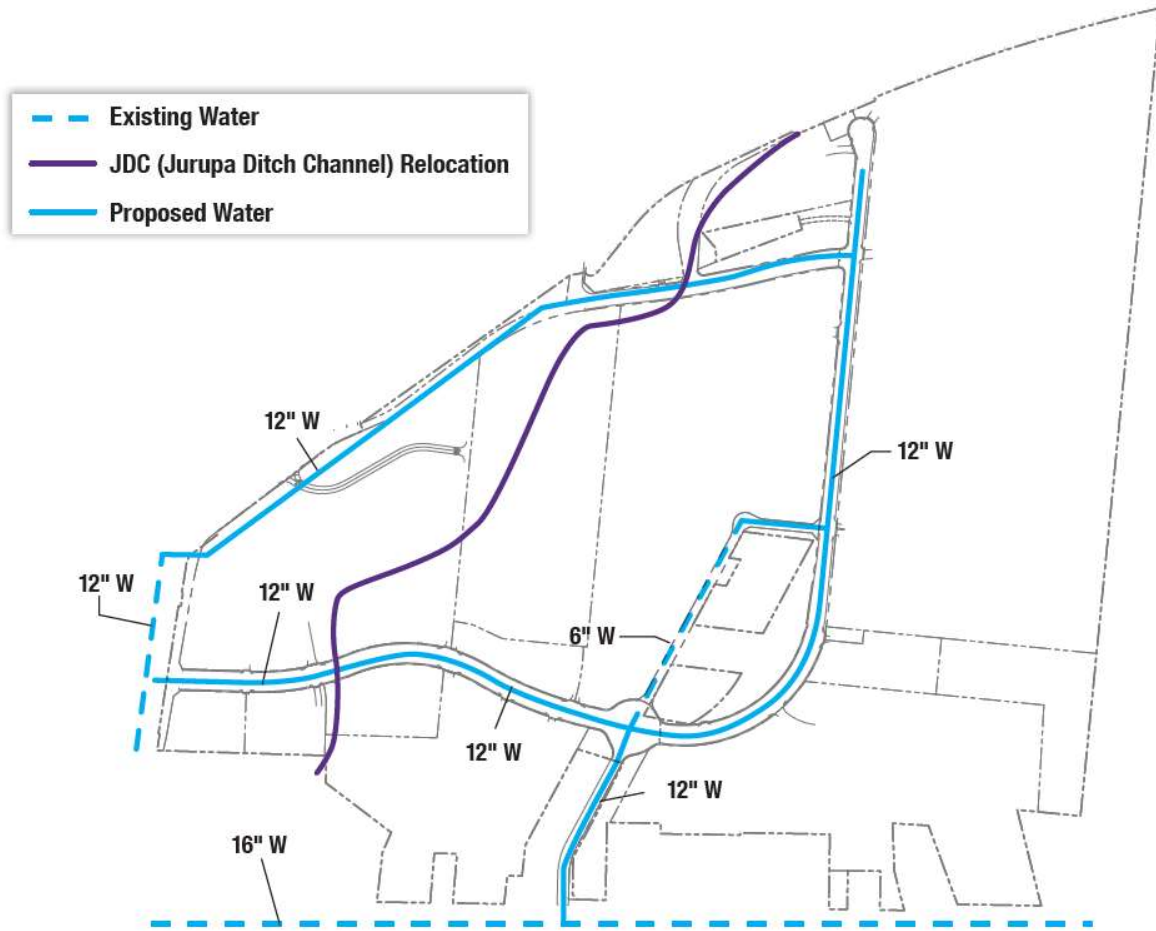 Existing Water
JDC (Jurupa Ditch Channel) Relocation
Proposed Water
12" W
12" W
12" W
12" W
6" W
12" W
12" W
16" W